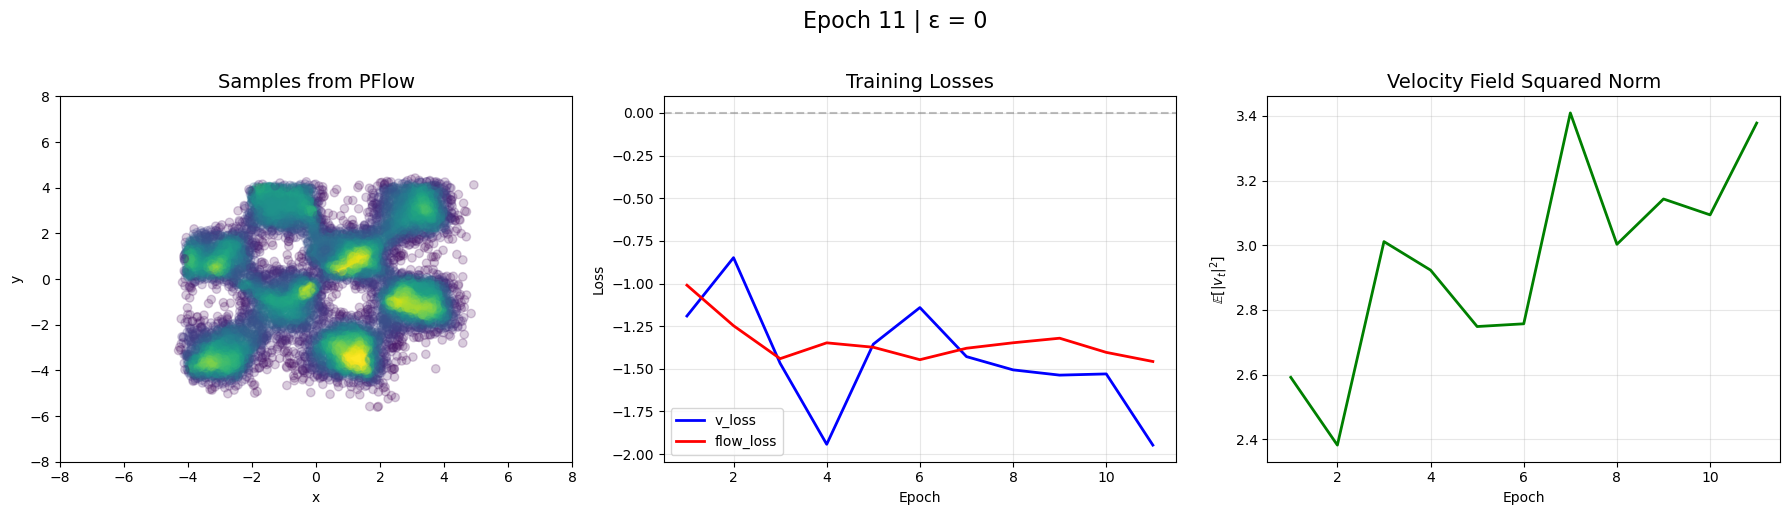 Epoch 11 | ε = 0
Samples from PFlow
8
6
4
2
0
−2
−4
−6
−8
y
−8 −6 −4 −2 0 2 4 6 8
x
Training Losses
0.00
−0.25
−0.50
−0.75
−1.00
−1.25
−1.50
−1.75
−2.00
Loss
v_loss
flow_loss
2 4 6 8 10
Epoch
Velocity Field Squared Norm
3.4
3.2
3.0
2.8
2.6
2.4
𝔼[|v_t|²]
2 4 6 8 10
Epoch